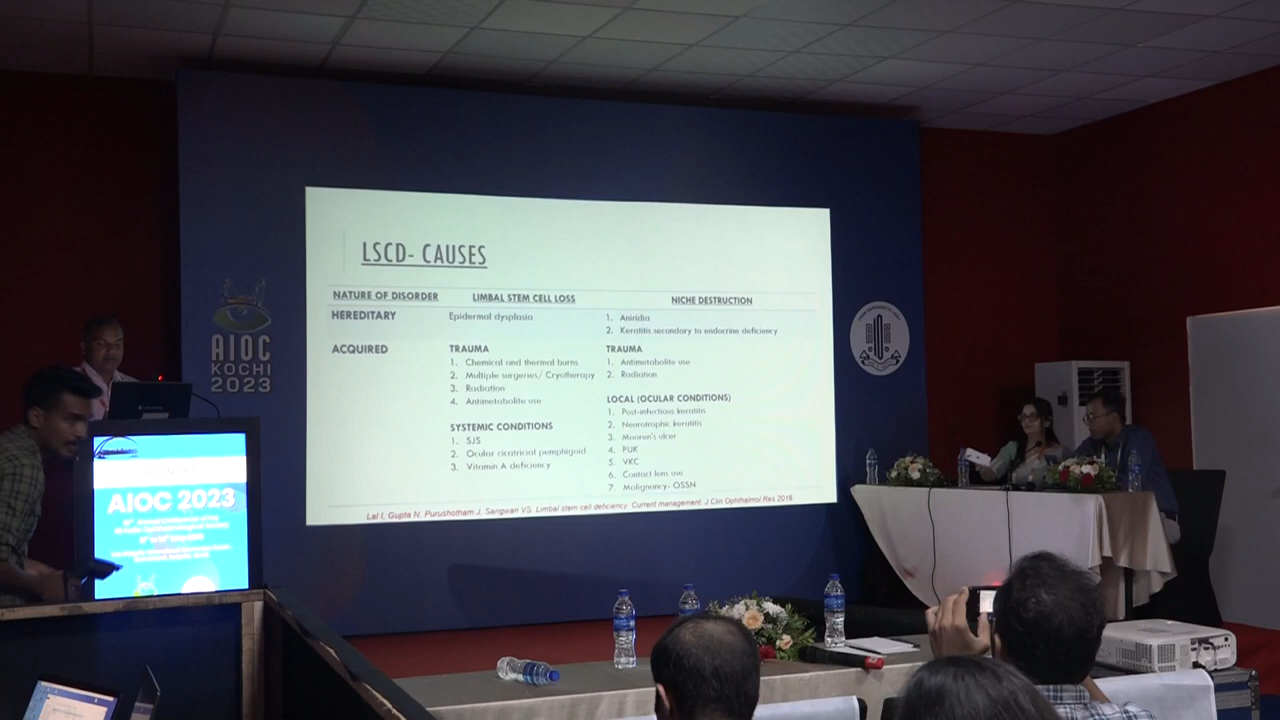 LSCD- CAUSES
NATURE OF DISORDER LIMBAL STEM CELL LOSS NICHE DESTRUCTION
HEREDITARY Epidermal dysplasia 1. Aniridia
2. Keratitis secondary to endocrine deficiency
ACQUIRED TRAUMA TRAUMA
1. Chemical and thermal burns 1. Antimetabolite use
2. Multiple surgeries/ Cryotherapy 2. Radiation
3. Radiation
4. Antimetabolite use LOCAL (OCULAR CONDITIONS)
1. Post-infectious keratitis
SYSTEMIC CONDITIONS 2. Neurotrophic keratitis
1. SJS 3. Mooren's ulcer
2. Ocular cicatricial pemphigoid 4. PUK
3. Vitamin A deficiency 5. VKC
6. Contact lens use
7. Malignancy- OSSN
Lal I, Gupta N, Purushotham J, Sangwan VS. Limbal stem cell deficiency: Current management. J Clin Ophthalmol Res 2016
AIOC
KOCHI
2023
AIOC 2023